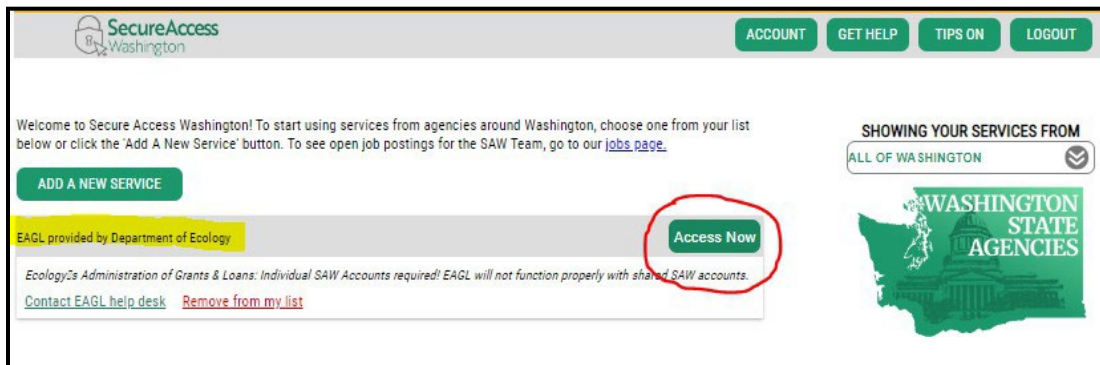 SecureAccess
Washington
ACCOUNT GET HELP TIPS ON LOGOUT
Welcome to Secure Access Washington! To start using services from agencies around Washington, choose one from your list
below or click the 'Add A New Service' button. To see open job postings for the SAW Team, go to our jobs page.
ADD A NEW SERVICE
SHOWING YOUR SERVICES FROM
ALL OF WASHINGTON
WASHINGTON
STATE
AGENCIES
EAGL provided by Department of Ecology
Access Now
Ecology's Administration of Grants & Loans: Individual SAW Accounts required! EAGL will not function properly with shared SAW accounts.
Contact EAGL help desk Remove from my list